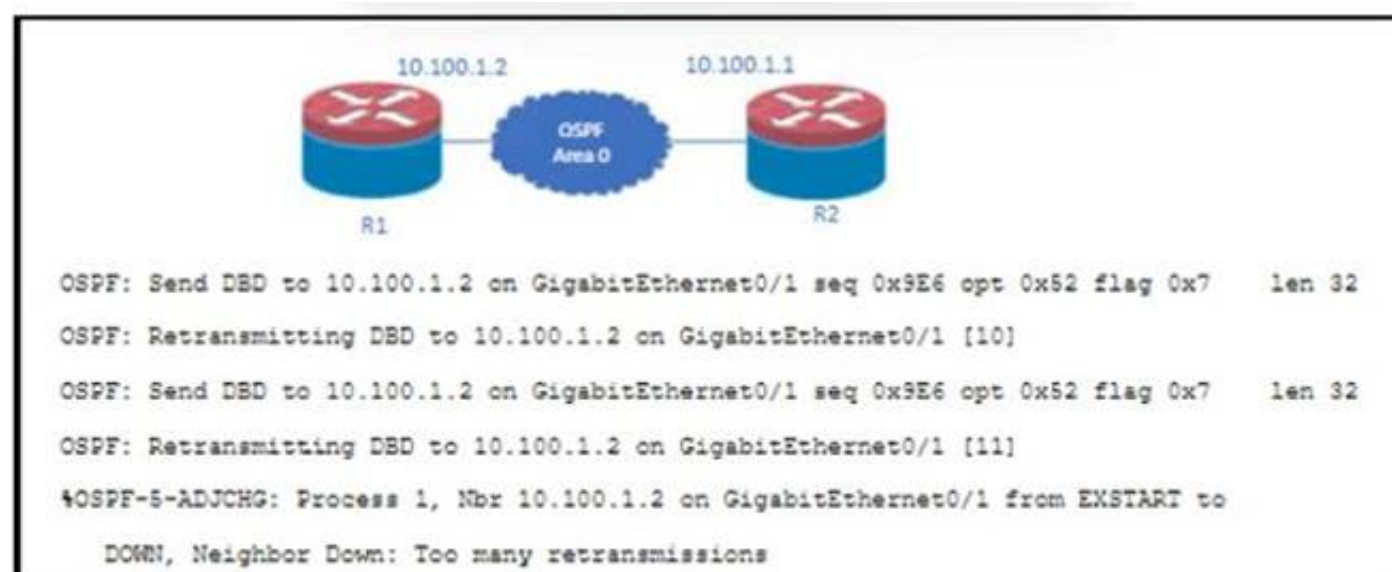 10.100.1.2
10.100.1.1
OSPF
Area 0
R1
R2
OSPF: Send DBD to 10.100.1.2 on GigabitEthernet0/1 seq 0x9E6 opt 0x52 flag 0x7 len 32
OSPF: Retransmitting DBD to 10.100.1.2 on GigabitEthernet0/1 [10]
OSPF: Send DBD to 10.100.1.2 on GigabitEthernet0/1 seq 0x9E6 opt 0x52 flag 0x7 len 32
OSPF: Retransmitting DBD to 10.100.1.2 on GigabitEthernet0/1 [11]
%OSPF-5-ADJCHG: Process 1, Nbr 10.100.1.2 on GigabitEthernet0/1 from EXSTART to
DOWN, Neighbor Down: Too many retransmissions